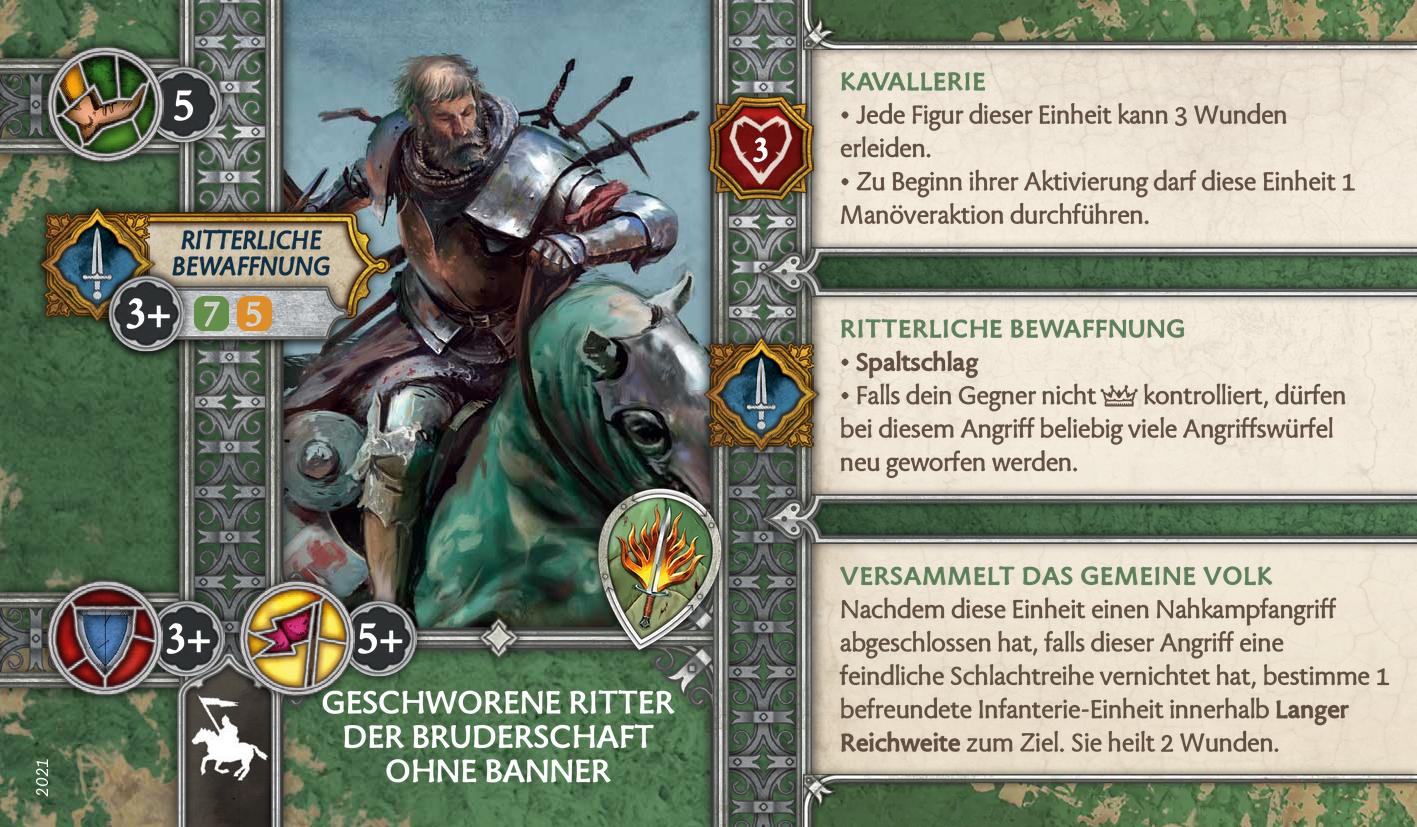 5
RITTERLICHE
BEWAFFNUNG
3+ 7 5
3+
5+
GESCHWORENE RITTER
DER BRUDERSCHAFT
OHNE BANNER
2021
3
KAVALLERIE
• Jede Figur dieser Einheit kann 3 Wunden
erleiden.
• Zu Beginn ihrer Aktivierung darf diese Einheit 1
Manöveraktion durchführen.
RITTERLICHE BEWAFFNUNG
• Spaltschlag
• Falls dein Gegner nicht kontrolliert, dürfen
bei diesem Angriff beliebig viele Angriffswürfel
neu geworfen werden.
VERSAMMELT DAS GEMEINE VOLK
Nachdem diese Einheit einen Nahkampfangriff
abgeschlossen hat, falls dieser Angriff eine
feindliche Schlachtreihe vernichtet hat, bestimme 1
befreundete Infanterie-Einheit innerhalb Langer
Reichweite zum Ziel. Sie heilt 2 Wunden.